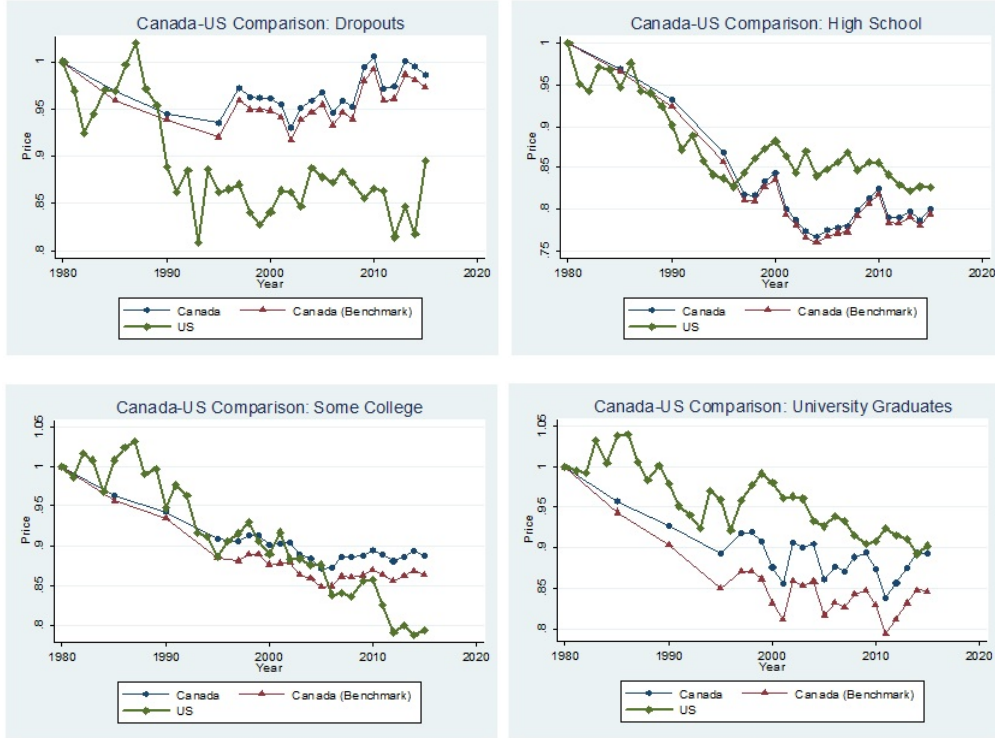 Canada-US Comparison: Dropouts
Price
1
.95
.9
.85
.8
1980 1990 2000 2010 2020
Year
Canada Canada (Benchmark)
US
Canada-US Comparison: High School
Price
1
.95
.9
.85
.8
.75
1980 1990 2000 2010 2020
Year
Canada Canada (Benchmark)
US
Canada-US Comparison: Some College
Price
1.05
1
.95
.9
.85
.8
1980 1990 2000 2010 2020
Year
Canada Canada (Benchmark)
US
Canada-US Comparison: University Graduates
Price
1.05
1
.95
.9
.85
.8
1980 1990 2000 2010 2020
Year
Canada Canada (Benchmark)
US